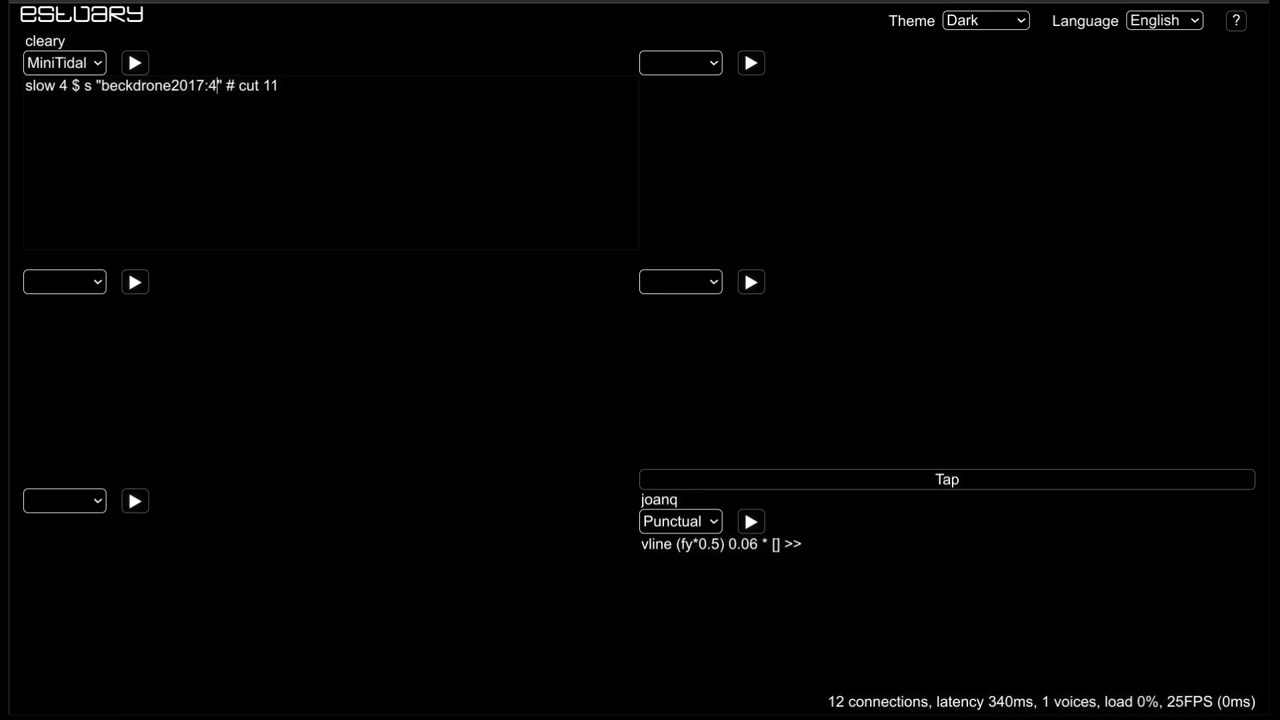 estuary
Theme Dark Language English ?
cleary
MiniTidal
slow 4 $ s "beckdrone2017:4" # cut 11
Tap
joanq
Punctual
vline (fy*0.5) 0.06 * [] >>
12 connections, latency 340ms, 1 voices, load 0%, 25FPS (0ms)